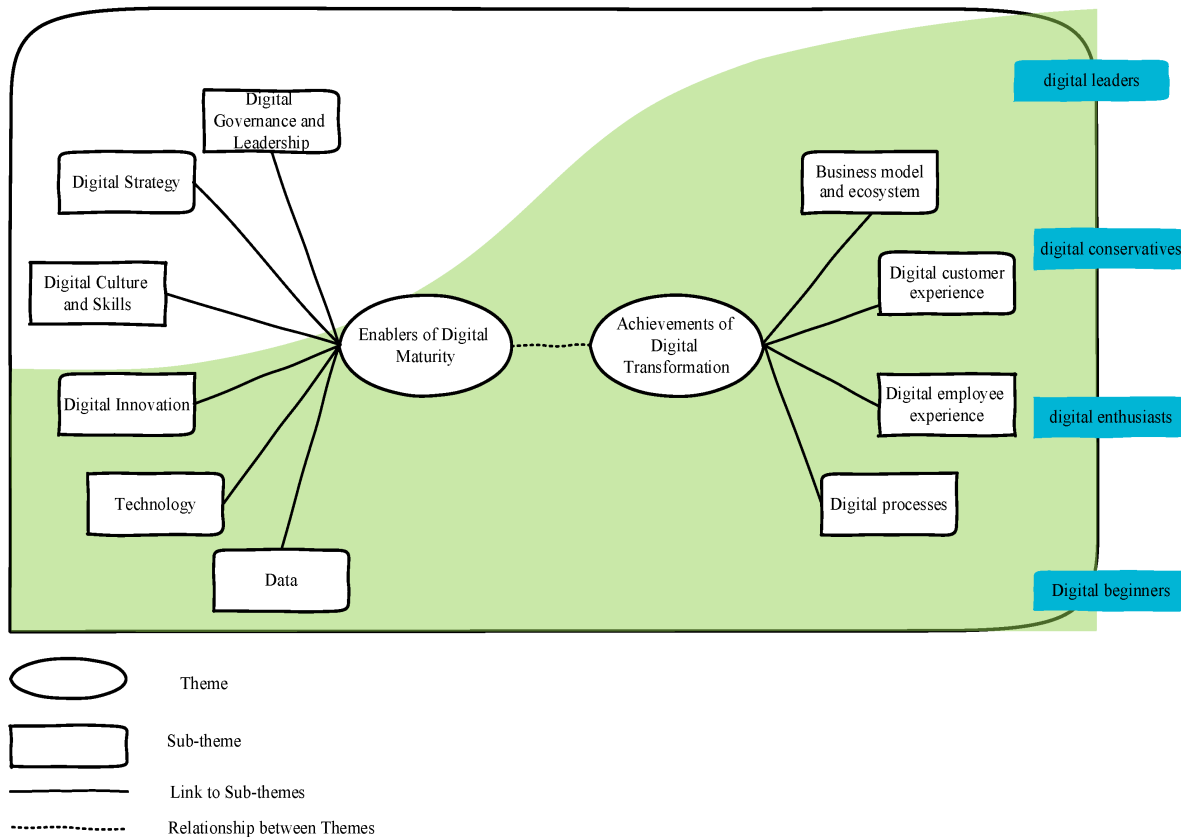 digital leaders
Digital
Governance and
Leadership
Digital Strategy
Business model
and ecosystem
digital conservatives
Digital Culture
and Skills
Digital customer
experience
Enablers of Digital
Maturity
Achievements of
Digital
Transformation
Digital Innovation
Digital employee
experience
digital enthusiasts
Technology
Digital processes
Data
Digital beginners
Theme
Sub-theme
Link to Sub-themes
Relationship between Themes